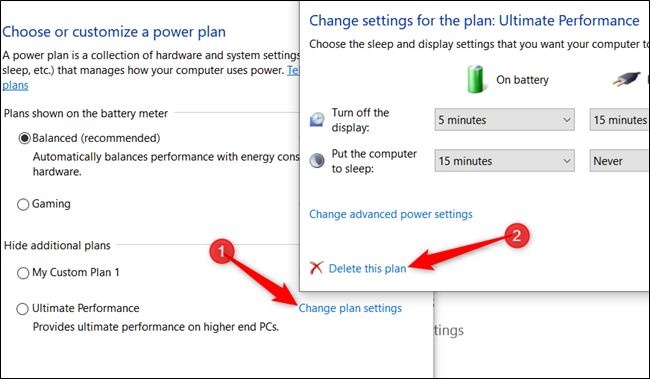 Choose or customize a power plan
A power plan is a collection of hardware and system settings
sleep, etc.) that manages how your computer uses power. Te
plans
Plans shown on the battery meter
Balanced (recommended)
Automatically balances performance with energy cons
hardware.
Gaming
Hide additional plans
My Custom Plan 1
1
Ultimate Performance
Change plan settings
Provides ultimate performance on higher end PCs.
Change settings for the plan: Ultimate Performance
Choose the sleep and display settings that you want your computer to
On battery
Turn off the
display:
5 minutes
15 minutes
Put the computer
to sleep:
15 minutes
Never
Change advanced power settings
2
Delete this plan
ttings